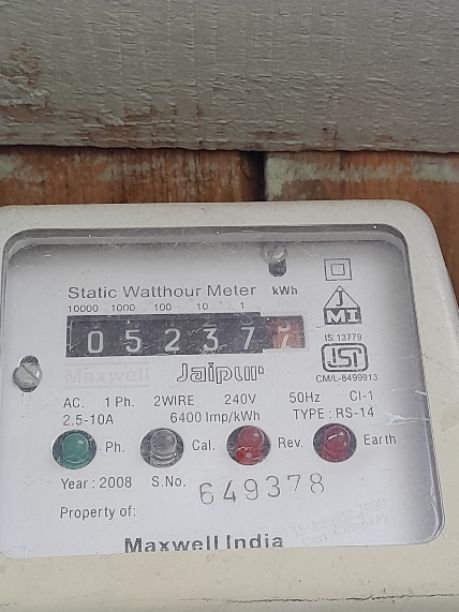 Static Watthour Meter kWh
10000 1000 100 10 1
0 5 2 3 7 7
J
MI
IS:13779
Maxwell Jaipur
ISI
CM/L-8499913
AC. 1 Ph. 2WIRE 240V 50Hz Cl-1
2.5-10A 6400 Imp/kWh TYPE : RS-14
Ph. Cal. Rev. Earth
Year : 2008 S.No. 649378
Property of:
Maxwell India